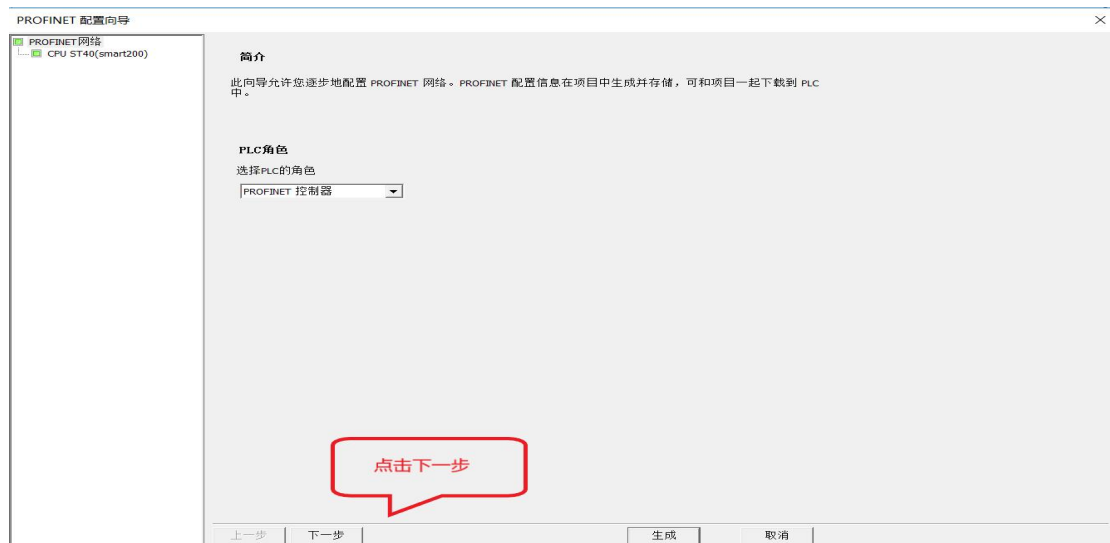 PROFINET 配置向导
PROFINET网络
CPU ST40(smart200)
简介
此向导允许您逐步地配置 PROFINET 网络。PROFINET 配置信息在项目中生成并存储，可和项目一起下载到 PLC
中。
PLC角色
选择PLC的角色
PROFINET 控制器
点击下一步
上一步 下一步 生成 取消